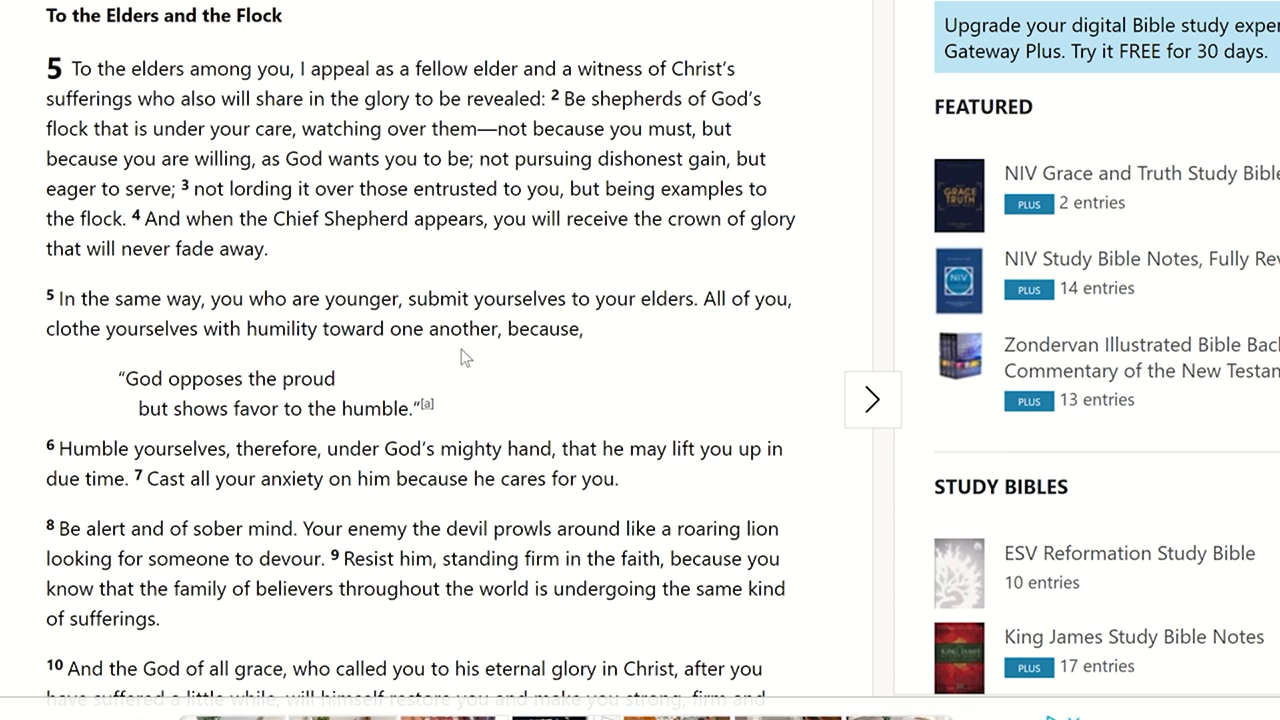 To the Elders and the Flock
5 To the elders among you, I appeal as a fellow elder and a witness of Christ's
sufferings who also will share in the glory to be revealed: 2 Be shepherds of God's
flock that is under your care, watching over them—not because you must, but
because you are willing, as God wants you to be; not pursuing dishonest gain, but
eager to serve; 3 not lording it over those entrusted to you, but being examples to
the flock. 4 And when the Chief Shepherd appears, you will receive the crown of glory
that will never fade away.
5 In the same way, you who are younger, submit yourselves to your elders. All of you,
clothe yourselves with humility toward one another, because,
“God opposes the proud
but shows favor to the humble.”[a]
6 Humble yourselves, therefore, under God's mighty hand, that he may lift you up in
due time. 7 Cast all your anxiety on him because he cares for you.
8 Be alert and of sober mind. Your enemy the devil prowls around like a roaring lion
looking for someone to devour. 9 Resist him, standing firm in the faith, because you
know that the family of believers throughout the world is undergoing the same kind
of sufferings.
10 And the God of all grace, who called you to his eternal glory in Christ, after you
have suffered a little while, will himself restore you and make you strong, firm and
Upgrade your digital Bible study exper
Gateway Plus. Try it FREE for 30 days.
FEATURED
NIV Grace and Truth Study Bible
PLUS 2 entries
NIV Study Bible Notes, Fully Rev
PLUS 14 entries
Zondervan Illustrated Bible Back
Commentary of the New Testan
PLUS 13 entries
STUDY BIBLES
ESV Reformation Study Bible
10 entries
King James Study Bible Notes
PLUS 17 entries